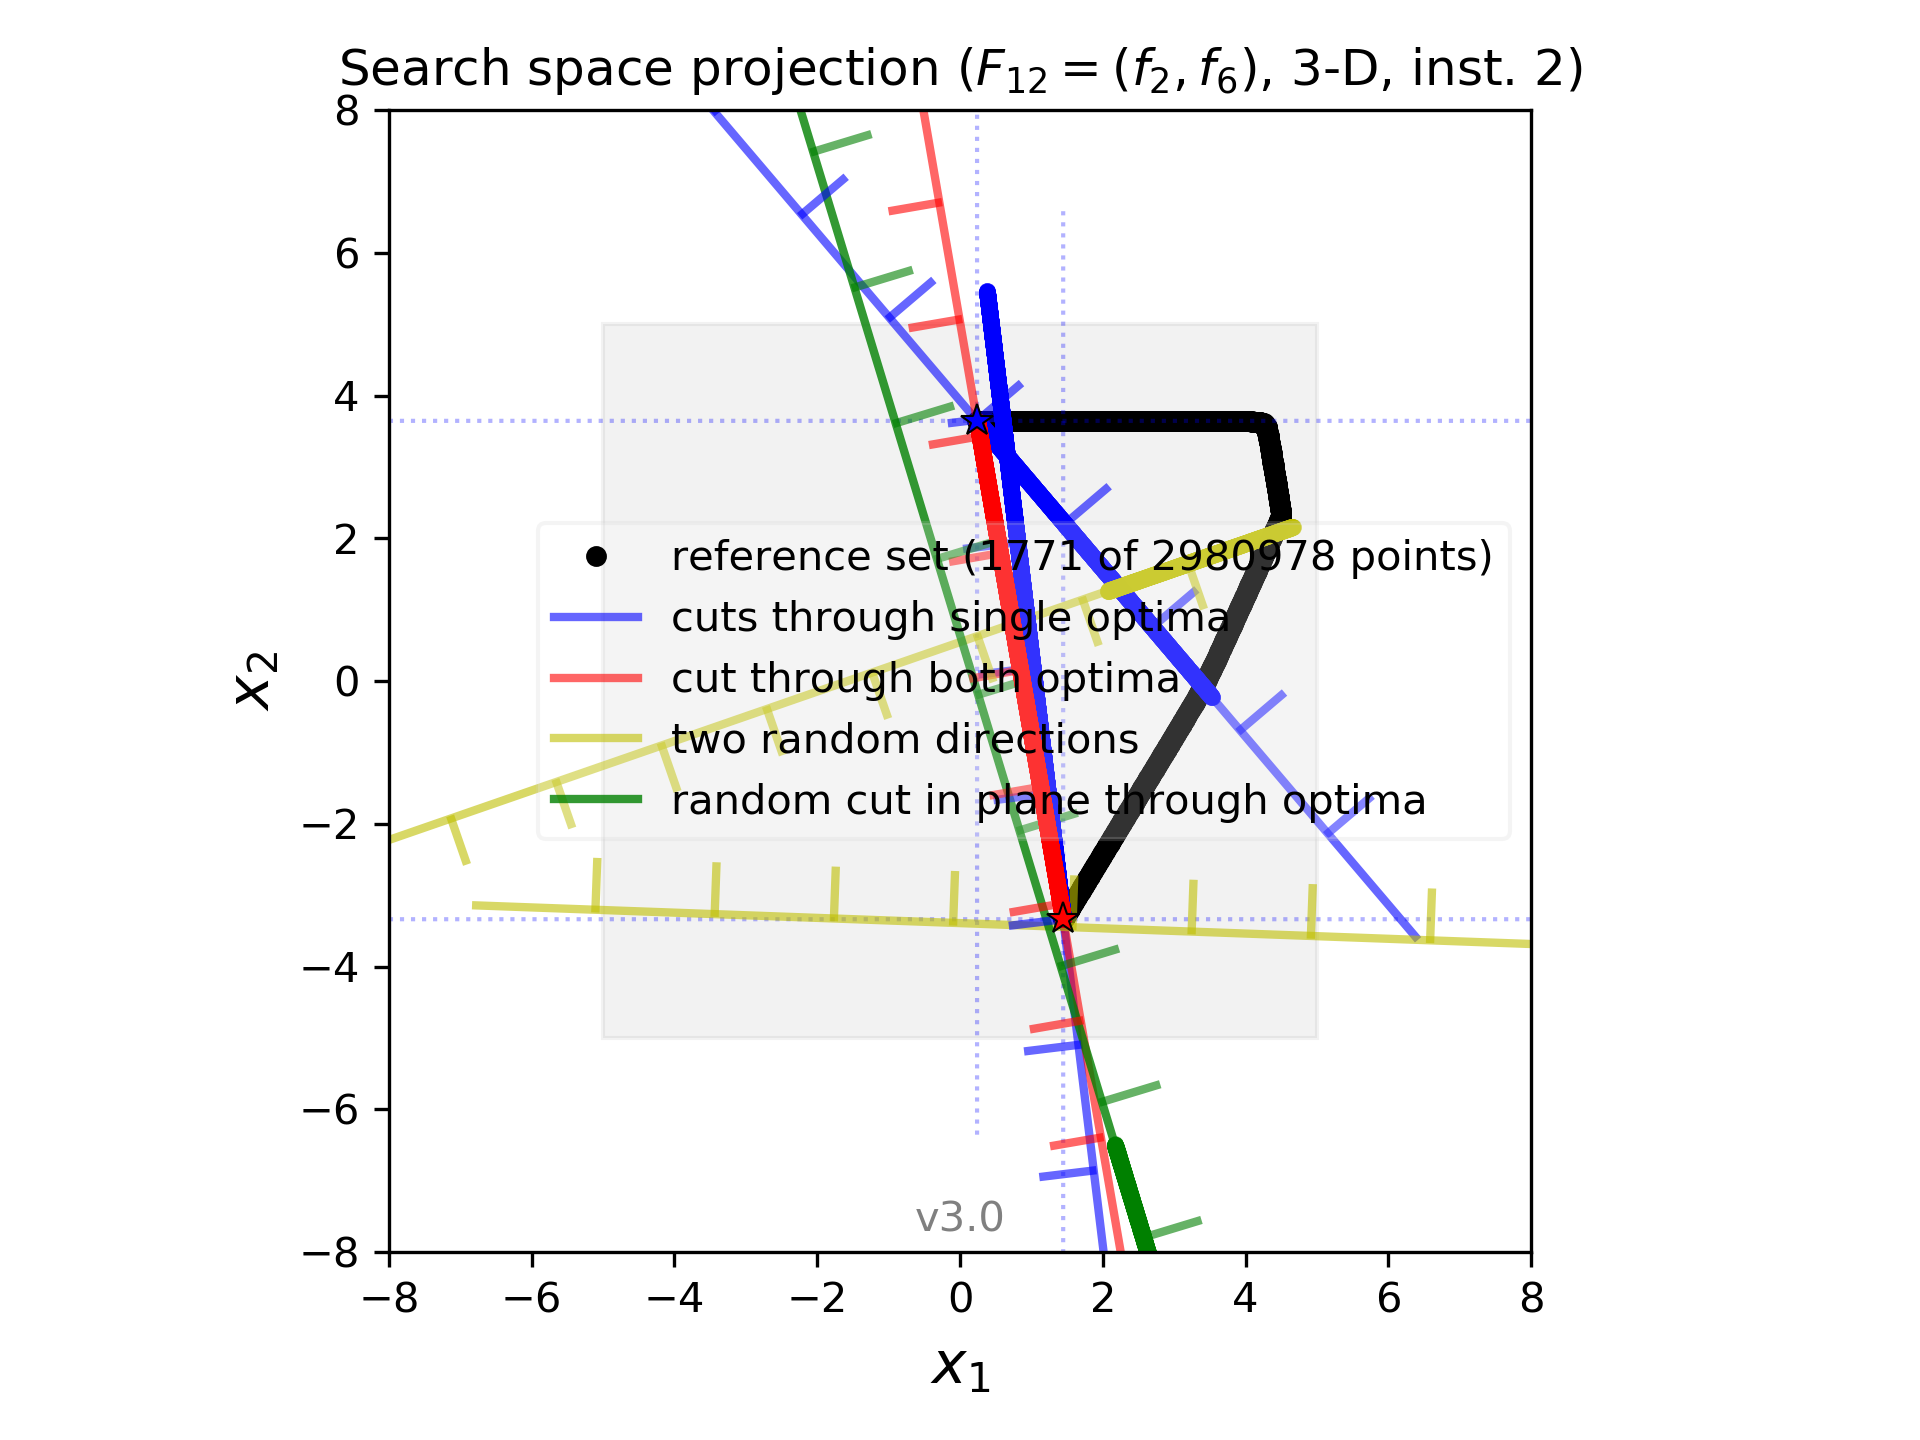 Search space projection (F₁₂ = (f₂, f₆), 3-D, inst. 2)
8
6
4
2
0
−2
−4
−6
−8
x₂
reference set (1771 of 2980978 points)
cuts through single optima
cut through both optima
two random directions
random cut in plane through optima
v3.0
−8 −6 −4 −2 0 2 4 6 8
x₁